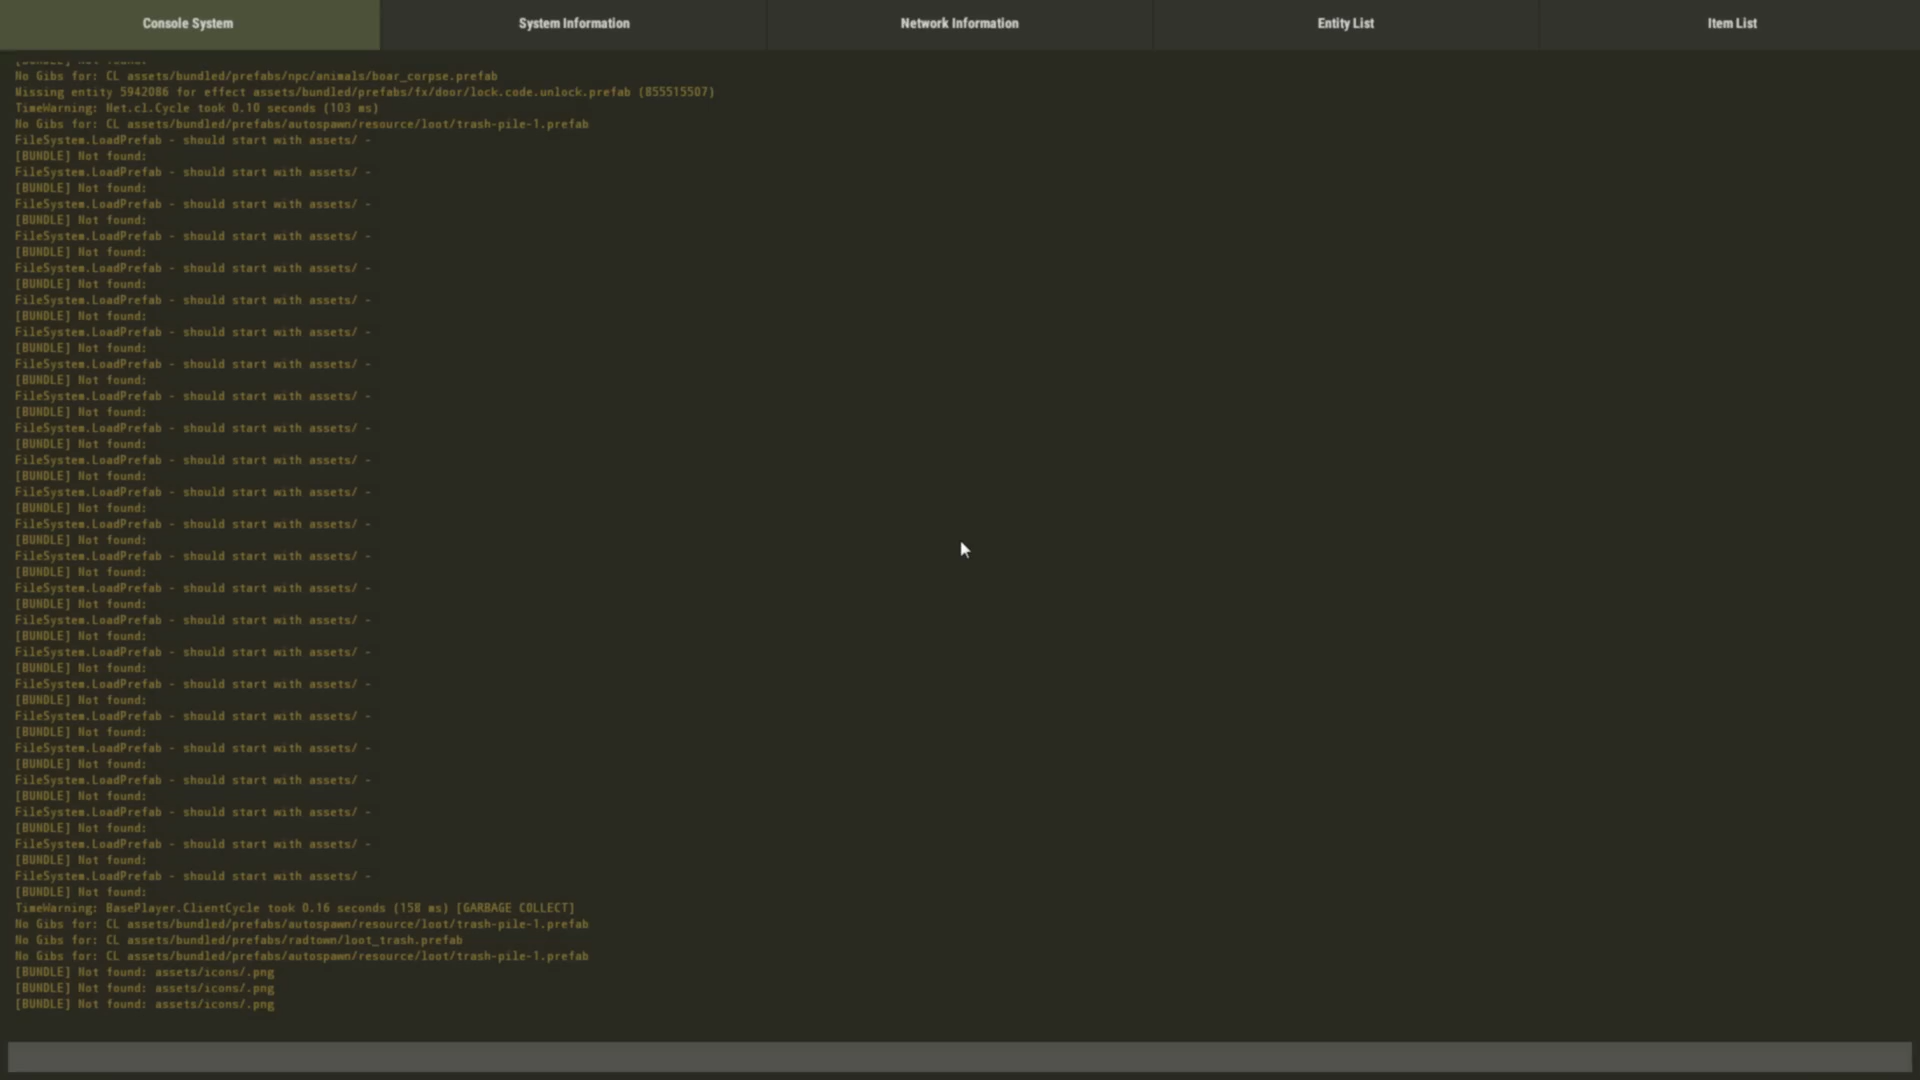 Console System
System Information
Network Information
Entity List
Item List
[BUNDLE] Not found:
No Gibs for: CL assets/bundled/prefabs/npc/animals/boar_corpse.prefab
Missing entity 5942086 for effect assets/bundled/prefabs/fx/door/lock.code.unlock.prefab (855515507)
TimeWarning: Net.cl.Cycle took 0.10 seconds (103 ms)
No Gibs for: CL assets/bundled/prefabs/autospawn/resource/loot/trash-pile-1.prefab
FileSystem.LoadPrefab - should start with assets/ -
[BUNDLE] Not found:
FileSystem.LoadPrefab - should start with assets/ -
[BUNDLE] Not found:
FileSystem.LoadPrefab - should start with assets/ -
[BUNDLE] Not found:
FileSystem.LoadPrefab - should start with assets/ -
[BUNDLE] Not found:
FileSystem.LoadPrefab - should start with assets/ -
[BUNDLE] Not found:
FileSystem.LoadPrefab - should start with assets/ -
[BUNDLE] Not found:
FileSystem.LoadPrefab - should start with assets/ -
[BUNDLE] Not found:
FileSystem.LoadPrefab - should start with assets/ -
[BUNDLE] Not found:
FileSystem.LoadPrefab - should start with assets/ -
[BUNDLE] Not found:
FileSystem.LoadPrefab - should start with assets/ -
[BUNDLE] Not found:
FileSystem.LoadPrefab - should start with assets/ -
[BUNDLE] Not found:
FileSystem.LoadPrefab - should start with assets/ -
[BUNDLE] Not found:
FileSystem.LoadPrefab - should start with assets/ -
[BUNDLE] Not found:
FileSystem.LoadPrefab - should start with assets/ -
[BUNDLE] Not found:
FileSystem.LoadPrefab - should start with assets/ -
[BUNDLE] Not found:
FileSystem.LoadPrefab - should start with assets/ -
[BUNDLE] Not found:
FileSystem.LoadPrefab - should start with assets/ -
[BUNDLE] Not found:
FileSystem.LoadPrefab - should start with assets/ -
[BUNDLE] Not found:
FileSystem.LoadPrefab - should start with assets/ -
[BUNDLE] Not found:
FileSystem.LoadPrefab - should start with assets/ -
[BUNDLE] Not found:
FileSystem.LoadPrefab - should start with assets/ -
[BUNDLE] Not found:
FileSystem.LoadPrefab - should start with assets/ -
[BUNDLE] Not found:
FileSystem.LoadPrefab - should start with assets/ -
[BUNDLE] Not found:
FileSystem.LoadPrefab - should start with assets/ -
[BUNDLE] Not found:
TimeWarning: BasePlayer.ClientCycle took 0.16 seconds (158 ms) [GARBAGE COLLECT]
No Gibs for: CL assets/bundled/prefabs/autospawn/resource/loot/trash-pile-1.prefab
No Gibs for: CL assets/bundled/prefabs/radtown/loot_trash.prefab
No Gibs for: CL assets/bundled/prefabs/autospawn/resource/loot/trash-pile-1.prefab
[BUNDLE] Not found: assets/icons/.png
[BUNDLE] Not found: assets/icons/.png
[BUNDLE] Not found: assets/icons/.png